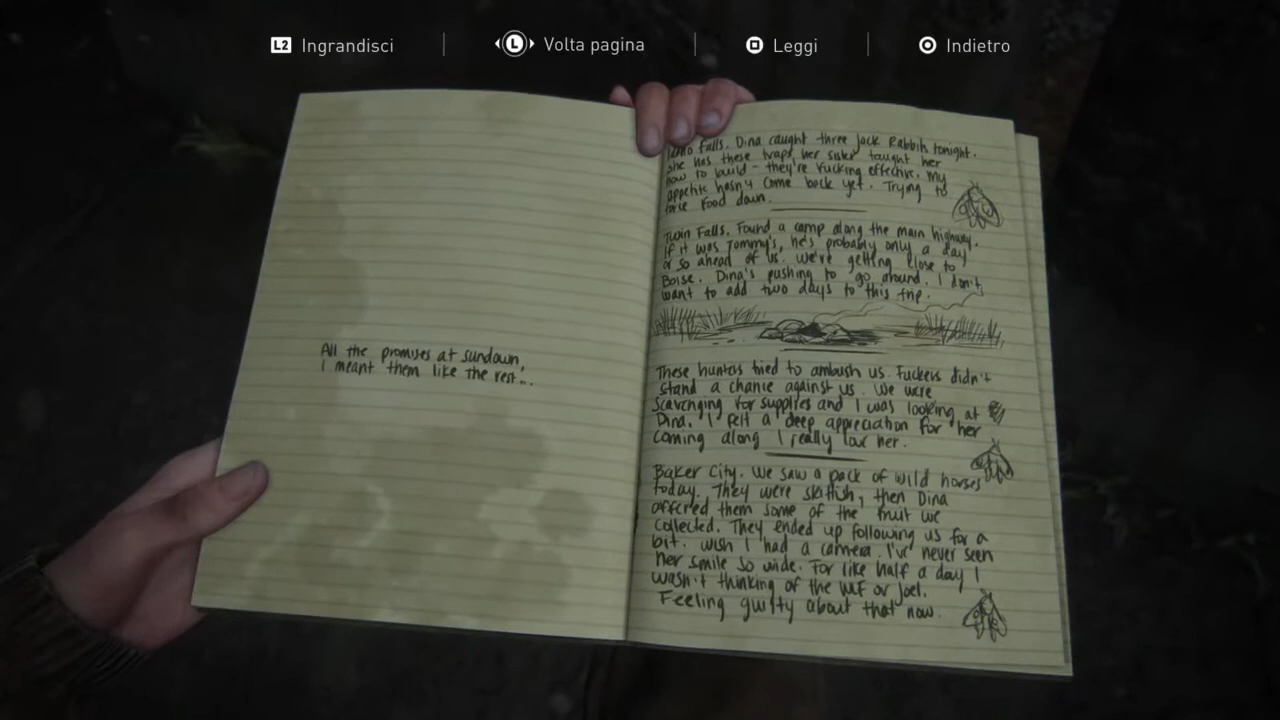 L2 Ingrandisci
L Volta pagina
Leggi
Indietro
All the promises at sundown,
I meant them like the rest...
Idaho Falls. Dina caught three Jack Rabbits tonight.
She has these traps her sister taught her
how to build - they're fucking effective. My
appetite hasn't come back yet. Trying to
force food down.
Twin Falls. Found a camp along the main highway.
If it was Tommy's, he's probably only a day
or so ahead of us. We're getting close to
Boise. Dina's pushing to go around. I don't
want to add two days to this trip.
These hunters tried to ambush us. Fuckers didn't
stand a chance against us. We were
scavenging for supplies and I was looking at
Dina. I felt a deep appreciation for her
coming along I really love her.
Baker City. We saw a pack of wild horses
today. They were skittish, then Dina
offered them some of the fruit we
collected. They ended up following us for a
bit. Wish I had a camera. I've never seen
her smile so wide. For like half a day I
wasn't thinking of the WLF or Joel.
Feeling guilty about that now.